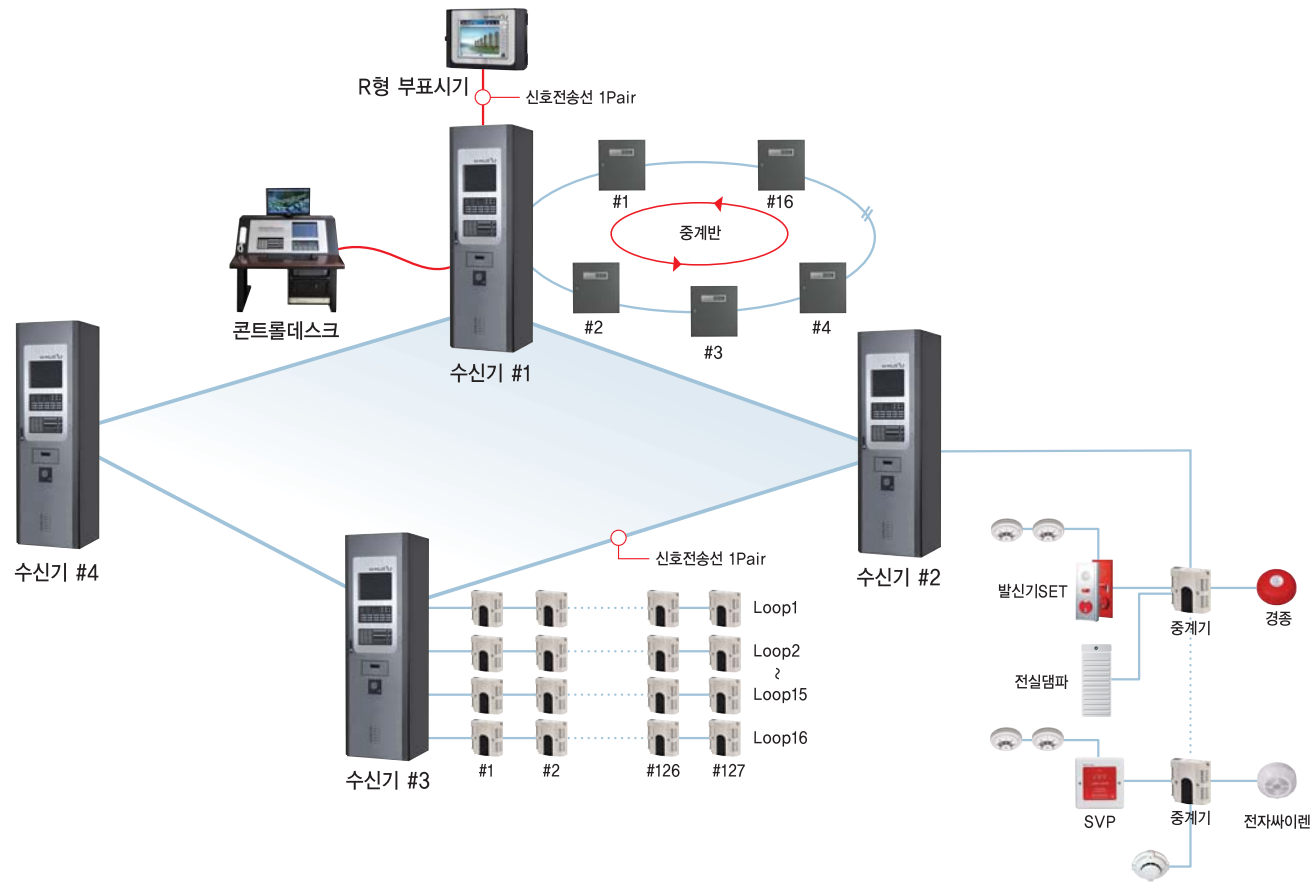 R형 부표시기
신호전송선 1Pair
#1
#16
중계반
#2
#3
#4
콘트롤데스크
수신기 #1
수신기 #4
수신기 #2
신호전송선 1Pair
수신기 #3
Loop1
Loop2
~
Loop15
Loop16
#1
#2
#126
#127
발신기SET
중계기
경종
전실댐파
SVP
중계기
전자싸이렌